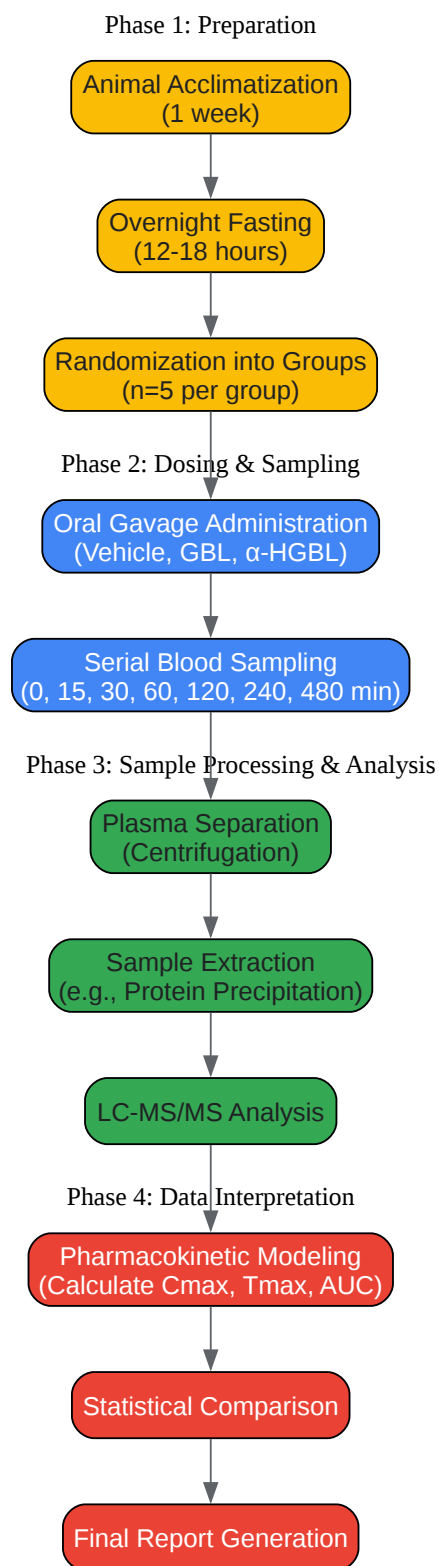 Phase 1: Preparation
Animal Acclimatization
(1 week)
Overnight Fasting
(12-18 hours)
Randomization into Groups
(n=5 per group)
Phase 2: Dosing & Sampling
Oral Gavage Administration
(Vehicle, GBL, α-HGBL)
Serial Blood Sampling
(0, 15, 30, 60, 120, 240, 480 min)
Phase 3: Sample Processing & Analysis
Plasma Separation
(Centrifugation)
Sample Extraction
(e.g., Protein Precipitation)
LC-MS/MS Analysis
Phase 4: Data Interpretation
Pharmacokinetic Modeling
(Calculate Cmax, Tmax, AUC)
Statistical Comparison
Final Report Generation